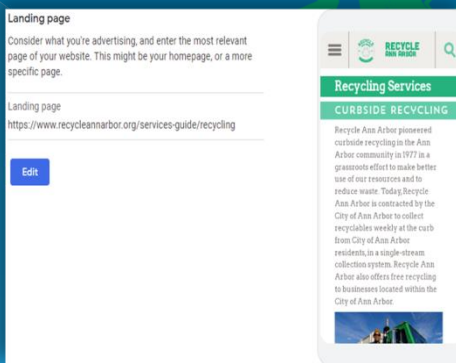 Landing page
Consider what you're advertising, and enter the most relevant
page of your website. This might be your homepage, or a more
specific page.
Landing page
https://www.recycleannarbor.org/services-guide/recycling
Edit
RECYCLE
ANN ARBOR
Recycling Services
CURBSIDE RECYCLING
Recycle Ann Arbor pioneered
curbside recycling in the Ann
Arbor community in 1977 in a
grassroots effort to make better
use of our resources and to
reduce waste. Today, Recycle
Ann Arbor is contracted by the
City of Ann Arbor to collect
recyclables weekly at the curb
from City of Ann Arbor
residents, in a single-stream
collection system. Recycle Ann
Arbor also offers free recycling
to businesses located within the
City of Ann Arbor.